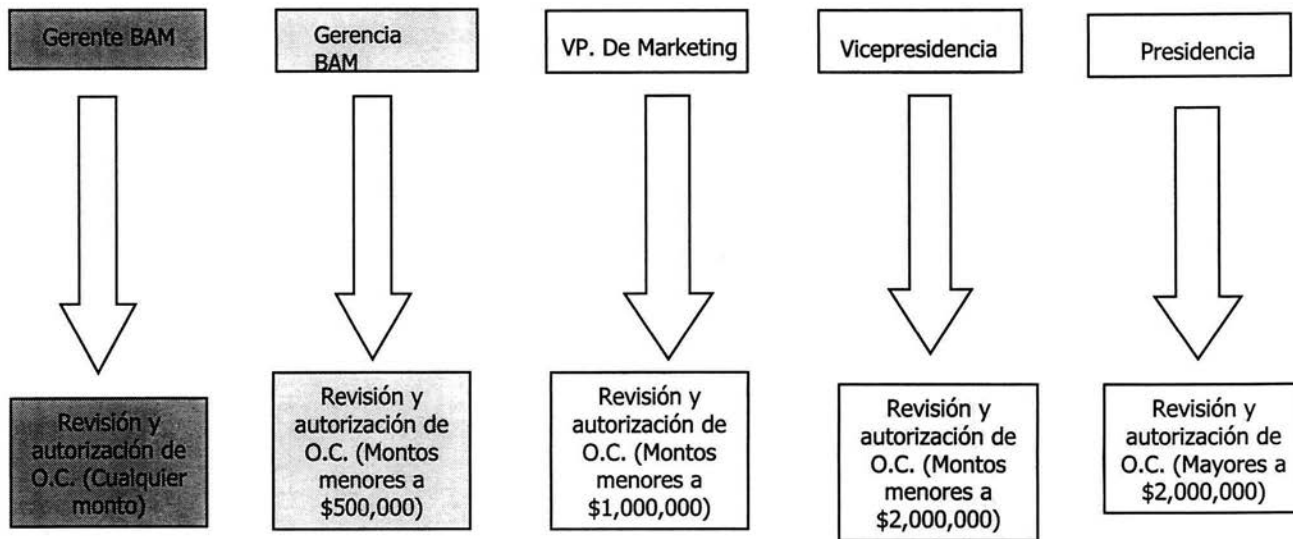 Gerente BAM
Gerencia
BAM
VP. De Marketing
Vicepresidencia
Presidencia
Revisión y
autorización de
O.C. (Cualquier
monto)
Revisión y
autorización de
O.C. (Montos
menores a
$500,000)
Revisión y
autorización de
O.C. (Montos
menores a
$1,000,000)
Revisión y
autorización de
O.C. (Montos
menores a
$2,000,000)
Revisión y
autorización de
O.C. (Mayores a
$2,000,000)